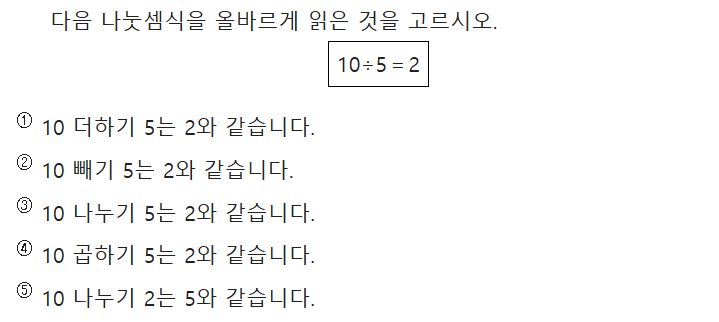 다음 나눗셈식을 올바르게 읽은 것을 고르시오.
10÷5=2
① 10 더하기 5는 2와 같습니다.
② 10 빼기 5는 2와 같습니다.
③ 10 나누기 5는 2와 같습니다.
④ 10 곱하기 5는 2와 같습니다.
⑤ 10 나누기 2는 5와 같습니다.